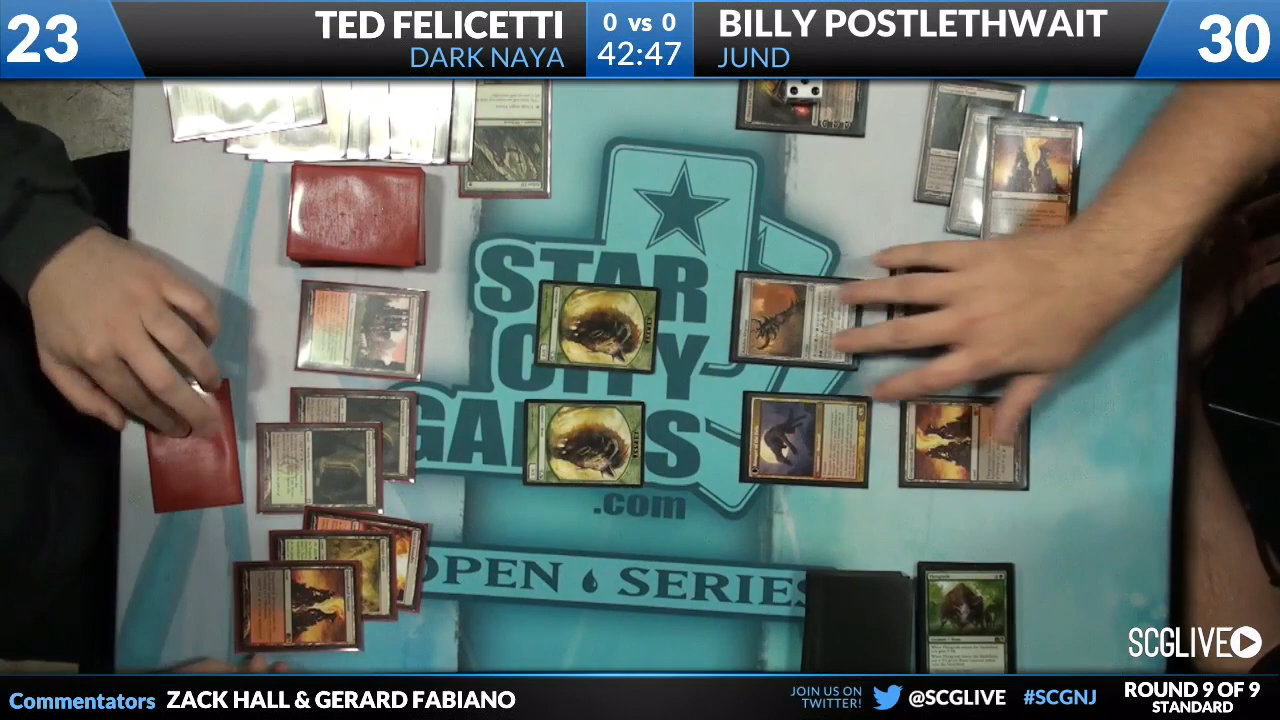 23
TED FELICETTI
DARK NAYA
0 vs 0
42:47
BILLY POSTLETHWAIT
JUND
30
STAR
CITY
GAMES
.com
OPEN SERIES
Thragtusk
SCGLIVE
Commentators ZACK HALL & GERARD FABIANO
JOIN US ON
TWITTER!
@SCGLIVE
#SCGNJ
ROUND 9 OF 9
STANDARD